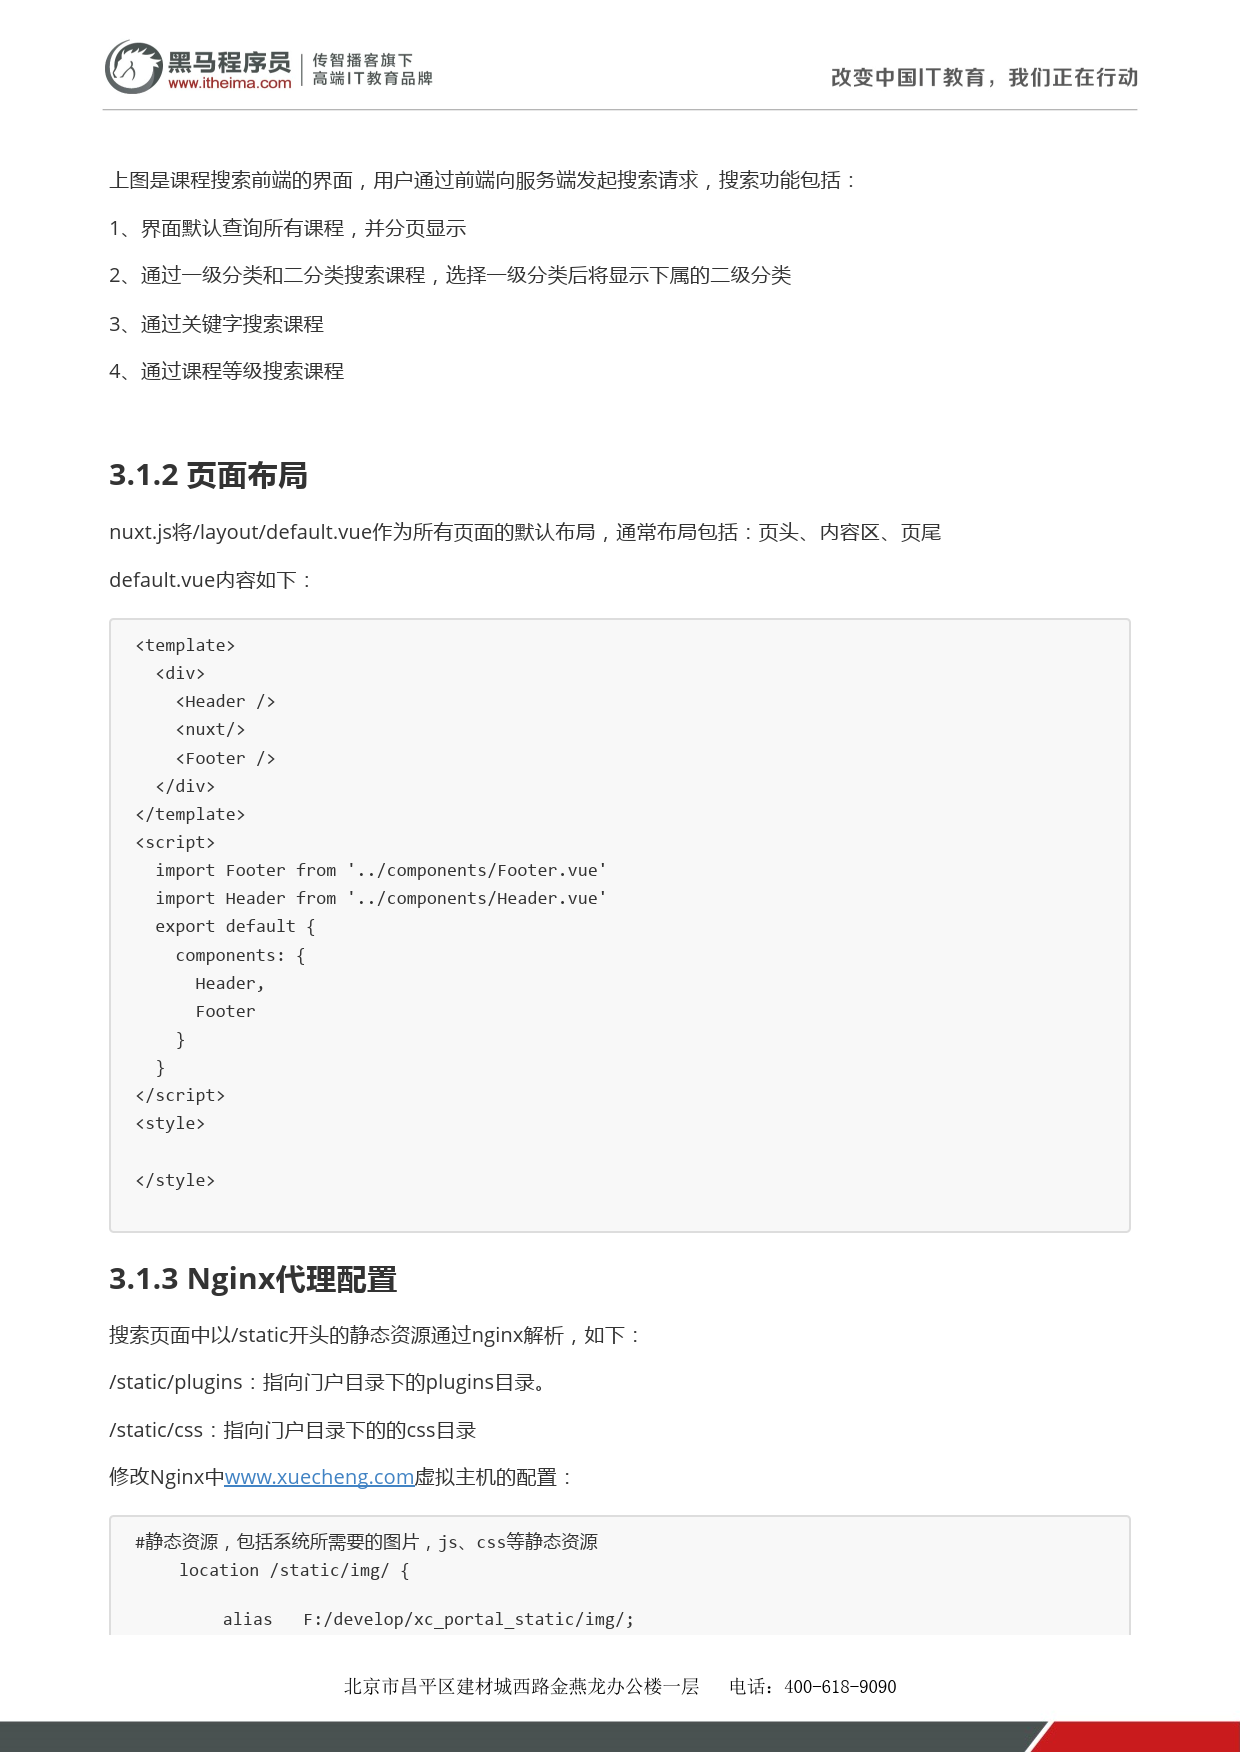 黑马程序员
www.itheima.com
传智播客旗下
高端IT教育品牌
改变中国IT教育，我们正在行动
上图是课程搜索前端的界面，用户通过前端向服务端发起搜索请求，搜索功能包括：
1、界面默认查询所有课程，并分页显示
2、通过一级分类和二分类搜索课程，选择一级分类后将显示下属的二级分类
3、通过关键字搜索课程
4、通过课程等级搜索课程
3.1.2 页面布局
nuxt.js将/layout/default.vue作为所有页面的默认布局，通常布局包括：页头、内容区、页尾
default.vue内容如下：
<template>
  <div>
    <Header />
    <nuxt/>
    <Footer />
  </div>
</template>
<script>
  import Footer from '../components/Footer.vue'
  import Header from '../components/Header.vue'
  export default {
    components: {
      Header,
      Footer
    }
  }
</script>
<style>

</style>
3.1.3 Nginx代理配置
搜索页面中以/static开头的静态资源通过nginx解析，如下：
/static/plugins：指向门户目录下的plugins目录。
/static/css：指向门户目录下的的css目录
修改Nginx中www.xuecheng.com虚拟主机的配置：
#静态资源，包括系统所需要的图片，js、css等静态资源
    location /static/img/ {
        alias   F:/develop/xc_portal_static/img/;
北京市昌平区建材城西路金燕龙办公楼一层    电话：400-618-9090